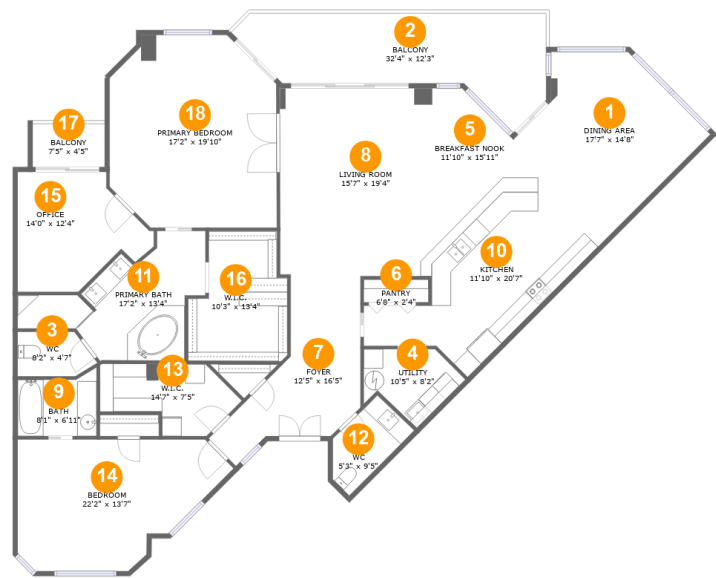 2
BALCONY
32'4" x 12'3"
1
DINING AREA
17'7" x 14'8"
18
PRIMARY BEDROOM
17'2" x 19'10"
17
BALCONY
7'5" x 4'5"
5
BREAKFAST NOOK
11'10" x 15'11"
8
LIVING ROOM
15'7" x 19'4"
15
OFFICE
14'0" x 12'4"
10
KITCHEN
11'10" x 20'7"
11
PRIMARY BATH
17'2" x 13'4"
16
W.I.C.
10'3" x 13'4"
6
PANTRY
6'8" x 2'4"
3
WC
8'2" x 4'7"
7
FOYER
12'5" x 16'5"
4
UTILITY
10'5" x 8'2"
13
W.I.C.
14'7" x 7'5"
9
BATH
8'1" x 6'11"
12
WC
5'3" x 9'5"
14
BEDROOM
22'2" x 13'7"